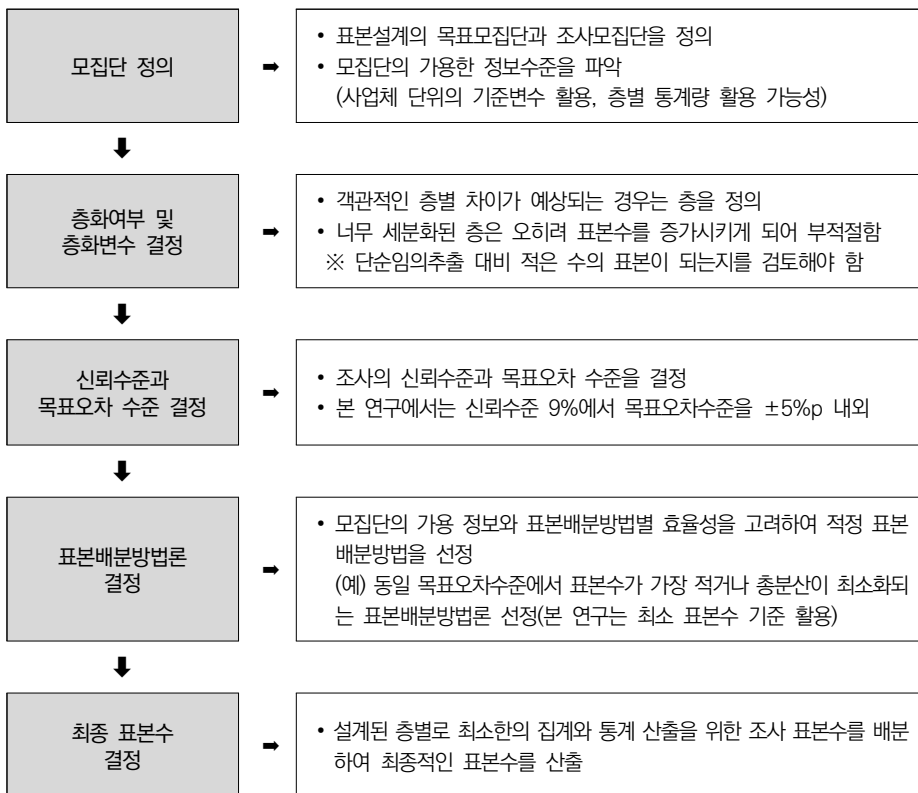 모집단 정의
• 표본설계의 목표모집단과 조사모집단을 정의
• 모집단의 가용한 정보수준을 파악
(사업체 단위의 기준변수 활용, 층별 통계량 활용 가능성)
층화여부 및
층화변수 결정
• 객관적인 층별 차이가 예상되는 경우는 층을 정의
• 너무 세분화된 층은 오히려 표본수를 증가시키게 되어 부적절함
※ 단순임의추출 대비 적은 수의 표본이 되는지를 검토해야 함
신뢰수준과
목표오차 수준 결정
• 조사의 신뢰수준과 목표오차 수준을 결정
• 본 연구에서는 신뢰수준 9%에서 목표오차수준을 ±5%p 내외
표본배분방법론
결정
• 모집단의 가용 정보와 표본배분방법별 효율성을 고려하여 적정 표본
배분방법을 선정
(예) 동일 목표오차수준에서 표본수가 가장 적거나 총분산이 최소화되
는 표본배분방법론 선정(본 연구는 최소 표본수 기준 활용)
최종 표본수
결정
• 설계된 층별로 최소한의 집계와 통계 산출을 위한 조사 표본수를 배분
하여 최종적인 표본수를 산출